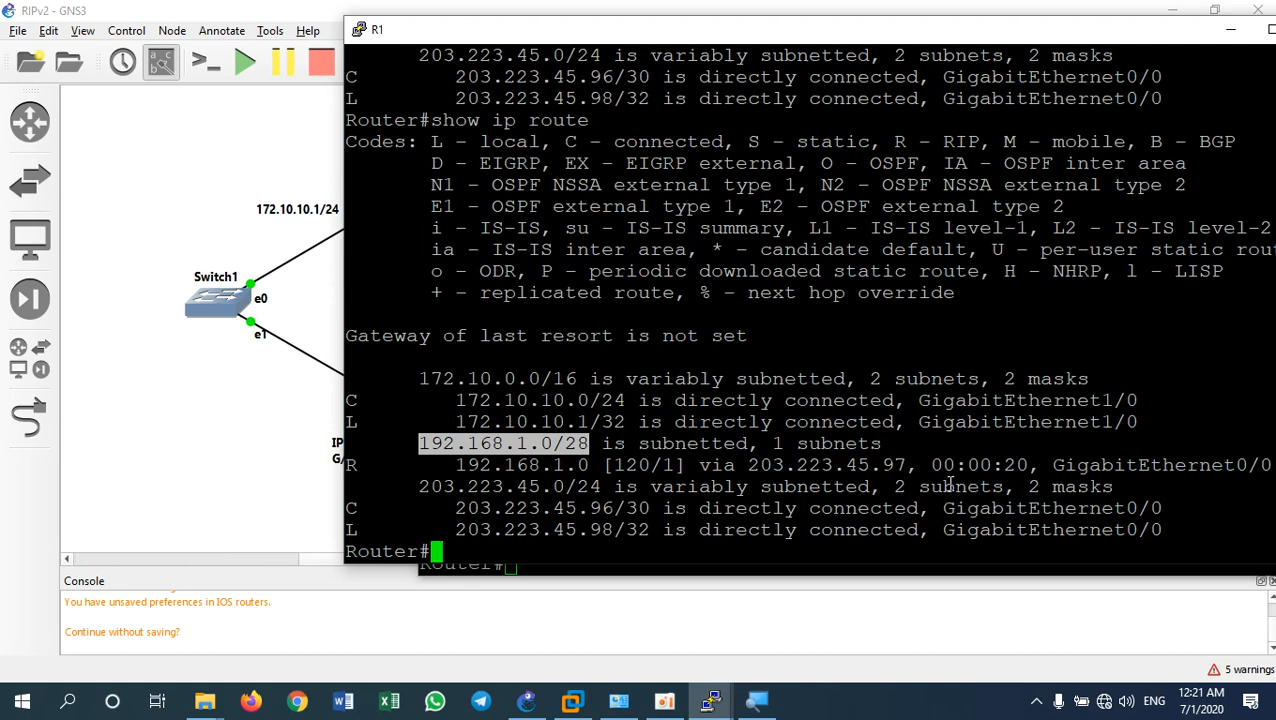 RIPv2 - GNS3
File Edit View Control Node Annotate Tools Help
R1
203.223.45.0/24 is variably subnetted, 2 subnets, 2 masks
C 203.223.45.96/30 is directly connected, GigabitEthernet0/0
L 203.223.45.98/32 is directly connected, GigabitEthernet0/0
Router#show ip route
Codes: L - local, C - connected, S - static, R - RIP, M - mobile, B - BGP
D - EIGRP, EX - EIGRP external, O - OSPF, IA - OSPF inter area
N1 - OSPF NSSA external type 1, N2 - OSPF NSSA external type 2
E1 - OSPF external type 1, E2 - OSPF external type 2
i - IS-IS, su - IS-IS summary, L1 - IS-IS level-1, L2 - IS-IS level-2
ia - IS-IS inter area, * - candidate default, U - per-user static rou
o - ODR, P - periodic downloaded static route, H - NHRP, l - LISP
+ - replicated route, % - next hop override
Gateway of last resort is not set
172.10.0.0/16 is variably subnetted, 2 subnets, 2 masks
C 172.10.10.0/24 is directly connected, GigabitEthernet1/0
L 172.10.10.1/32 is directly connected, GigabitEthernet1/0
192.168.1.0/28 is subnetted, 1 subnets
R 192.168.1.0 [120/1] via 203.223.45.97, 00:00:20, GigabitEthernet0/0
203.223.45.0/24 is variably subnetted, 2 subnets, 2 masks
C 203.223.45.96/30 is directly connected, GigabitEthernet0/0
L 203.223.45.98/32 is directly connected, GigabitEthernet0/0
Router#
Router#
172.10.10.1/24
Switch1
e0
e1
IP
G/
Console
You have unsaved preferences in IOS routers.
Continue without saving?
5 warnings
ENG
12:21 AM
7/1/2020